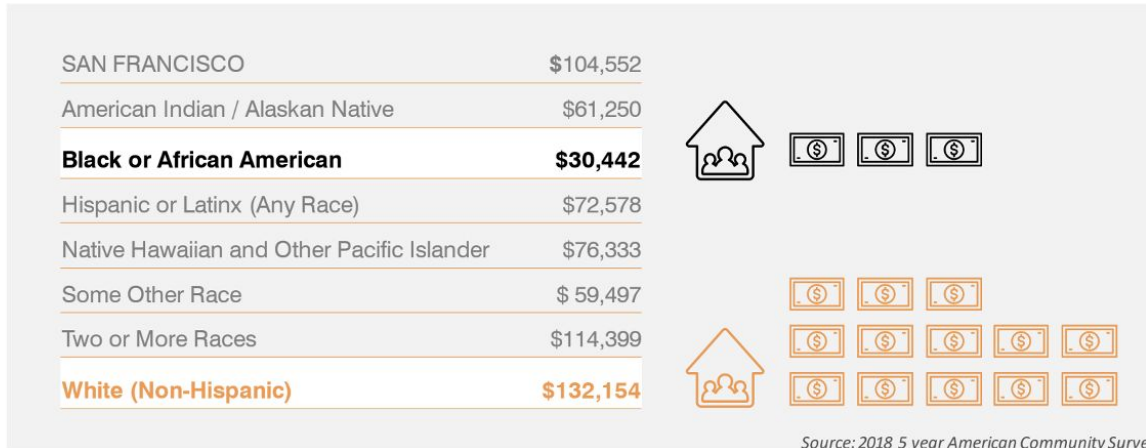 SAN FRANCISCO $104,552
American Indian / Alaskan Native $61,250
Black or African American $30,442
Hispanic or Latinx (Any Race) $72,578
Native Hawaiian and Other Pacific Islander $76,333
Some Other Race $ 59,497
Two or More Races $114,399
White (Non-Hispanic) $132,154
Source: 2018 5 year American Community Surve